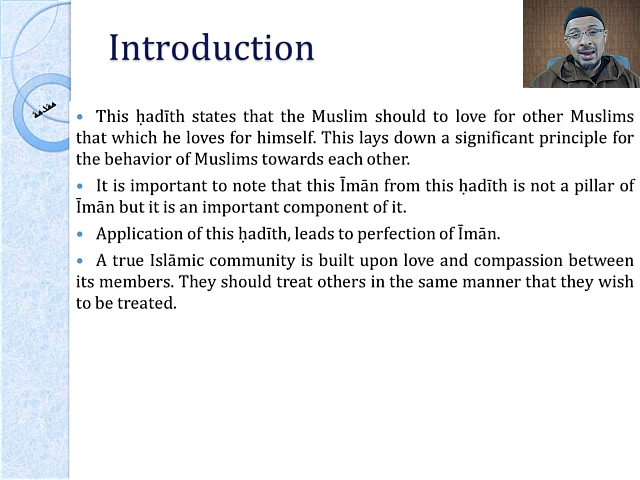 Introduction
مقدمة
• This ḥadīth states that the Muslim should to love for other Muslims
that which he loves for himself. This lays down a significant principle for
the behavior of Muslims towards each other.
• It is important to note that this Īmān from this ḥadīth is not a pillar of
Īmān but it is an important component of it.
• Application of this ḥadīth, leads to perfection of Īmān.
• A true Islāmic community is built upon love and compassion between
its members. They should treat others in the same manner that they wish
to be treated.